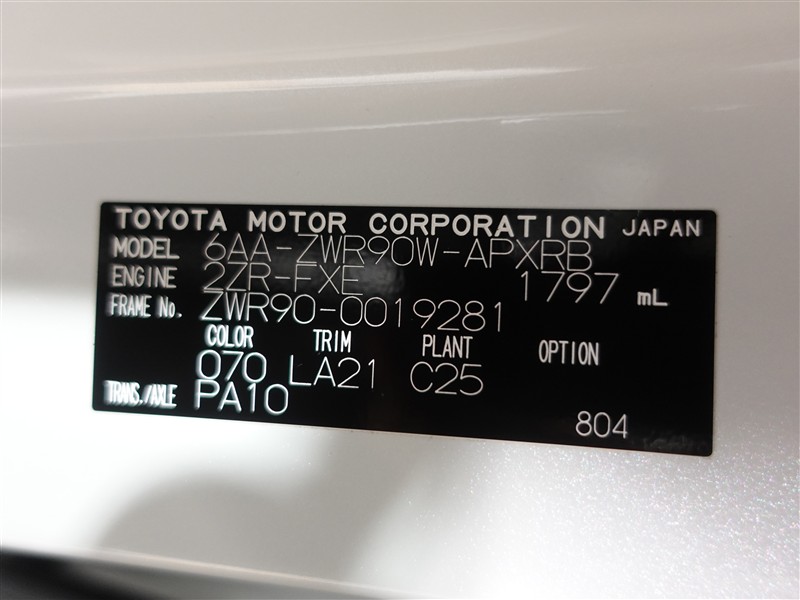 TOYOTA MOTOR CORPORATION JAPAN
MODEL 6AA-ZWR90W-APXRB
ENGINE 2ZR-FXE 1797 mL
FRAME No. ZWR90-0019281
COLOR TRIM PLANT OPTION
070 LA21 C25
TRANS./AXLE PA10
804